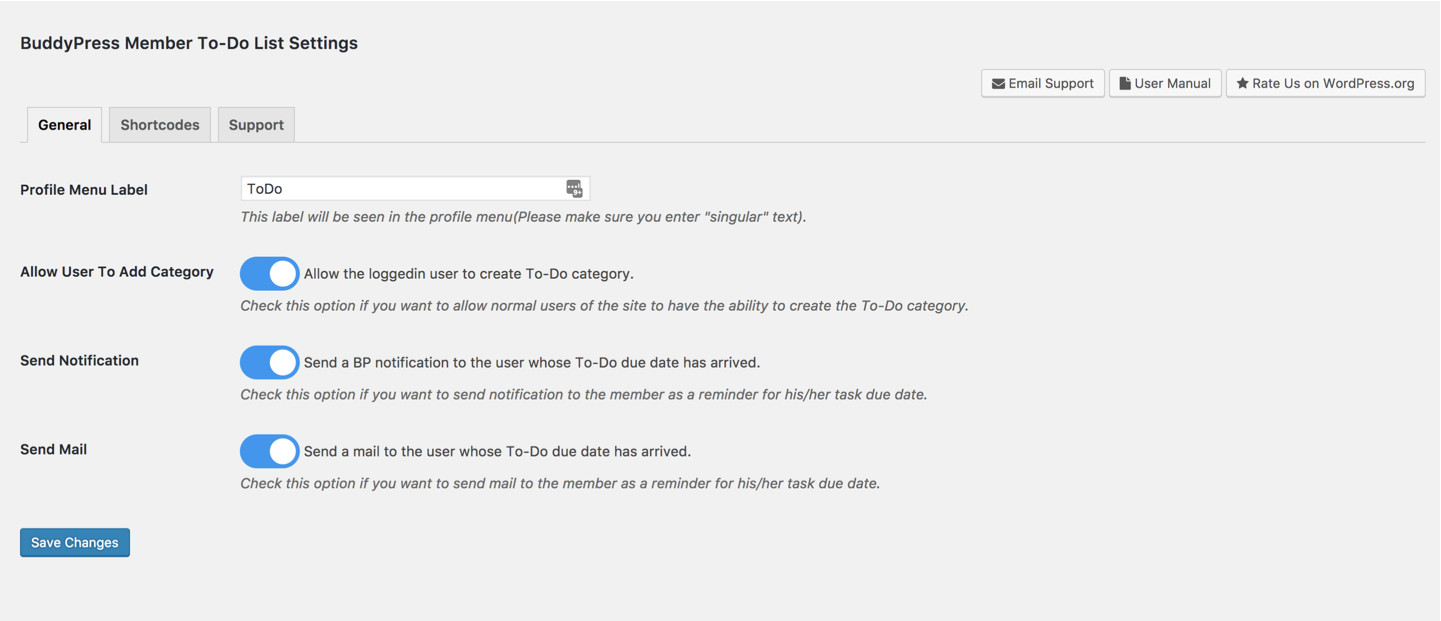 BuddyPress Member To-Do List Settings
Email Support
User Manual
Rate Us on WordPress.org
General
Shortcodes
Support
Profile Menu Label
ToDo
9+
This label will be seen in the profile menu(Please make sure you enter "singular" text).
Allow User To Add Category
Allow the loggedin user to create To-Do category.
Check this option if you want to allow normal users of the site to have the ability to create the To-Do category.
Send Notification
Send a BP notification to the user whose To-Do due date has arrived.
Check this option if you want to send notification to the member as a reminder for his/her task due date.
Send Mail
Send a mail to the user whose To-Do due date has arrived.
Check this option if you want to send mail to the member as a reminder for his/her task due date.
Save Changes